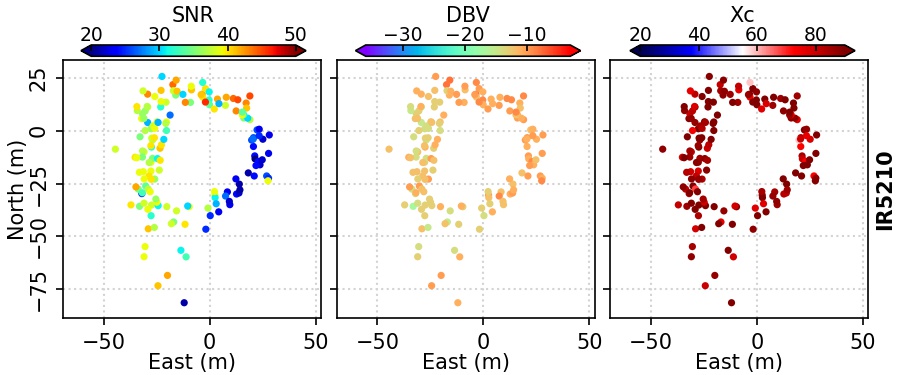 SNR DBV Xc
20 30 40 50 −30 −20 −10 20 40 60 80
25
0
−25
−50
−75
North (m)
−50 0 50 −50 0 50 −50 0 50
East (m) East (m) East (m)
IR5210